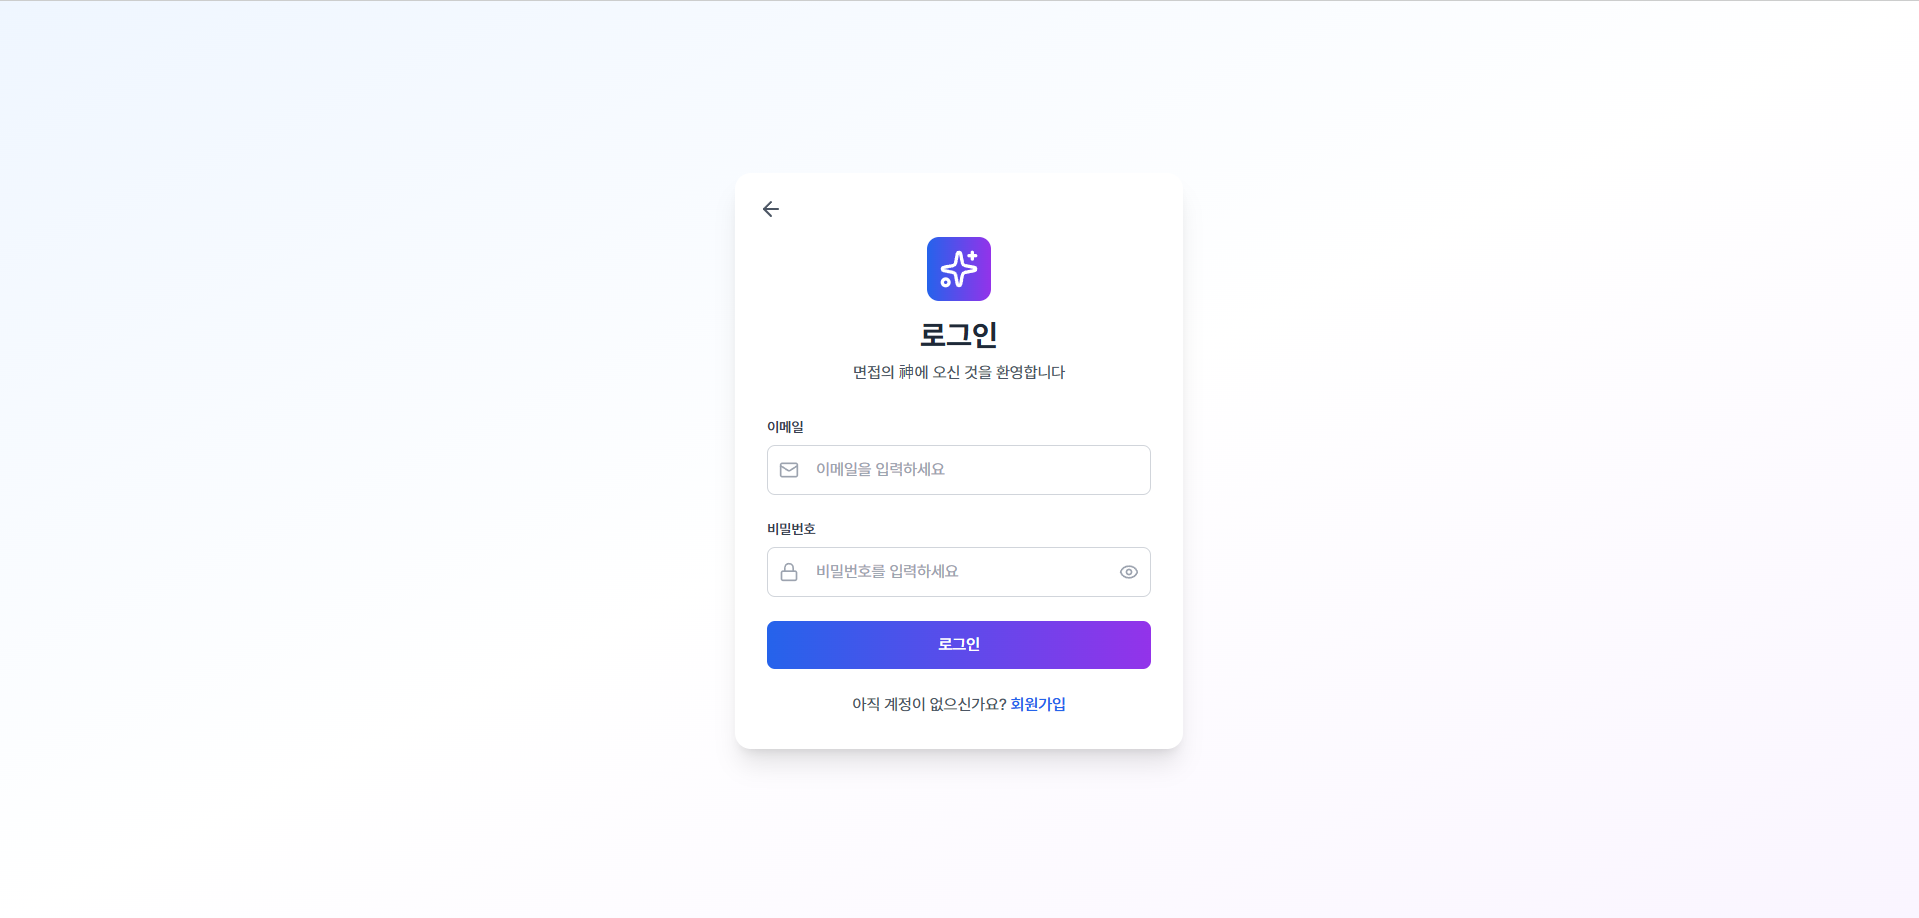 로그인
면접의 神에 오신 것을 환영합니다
이메일
이메일을 입력하세요
비밀번호
비밀번호를 입력하세요
로그인
아직 계정이 없으신가요? 회원가입